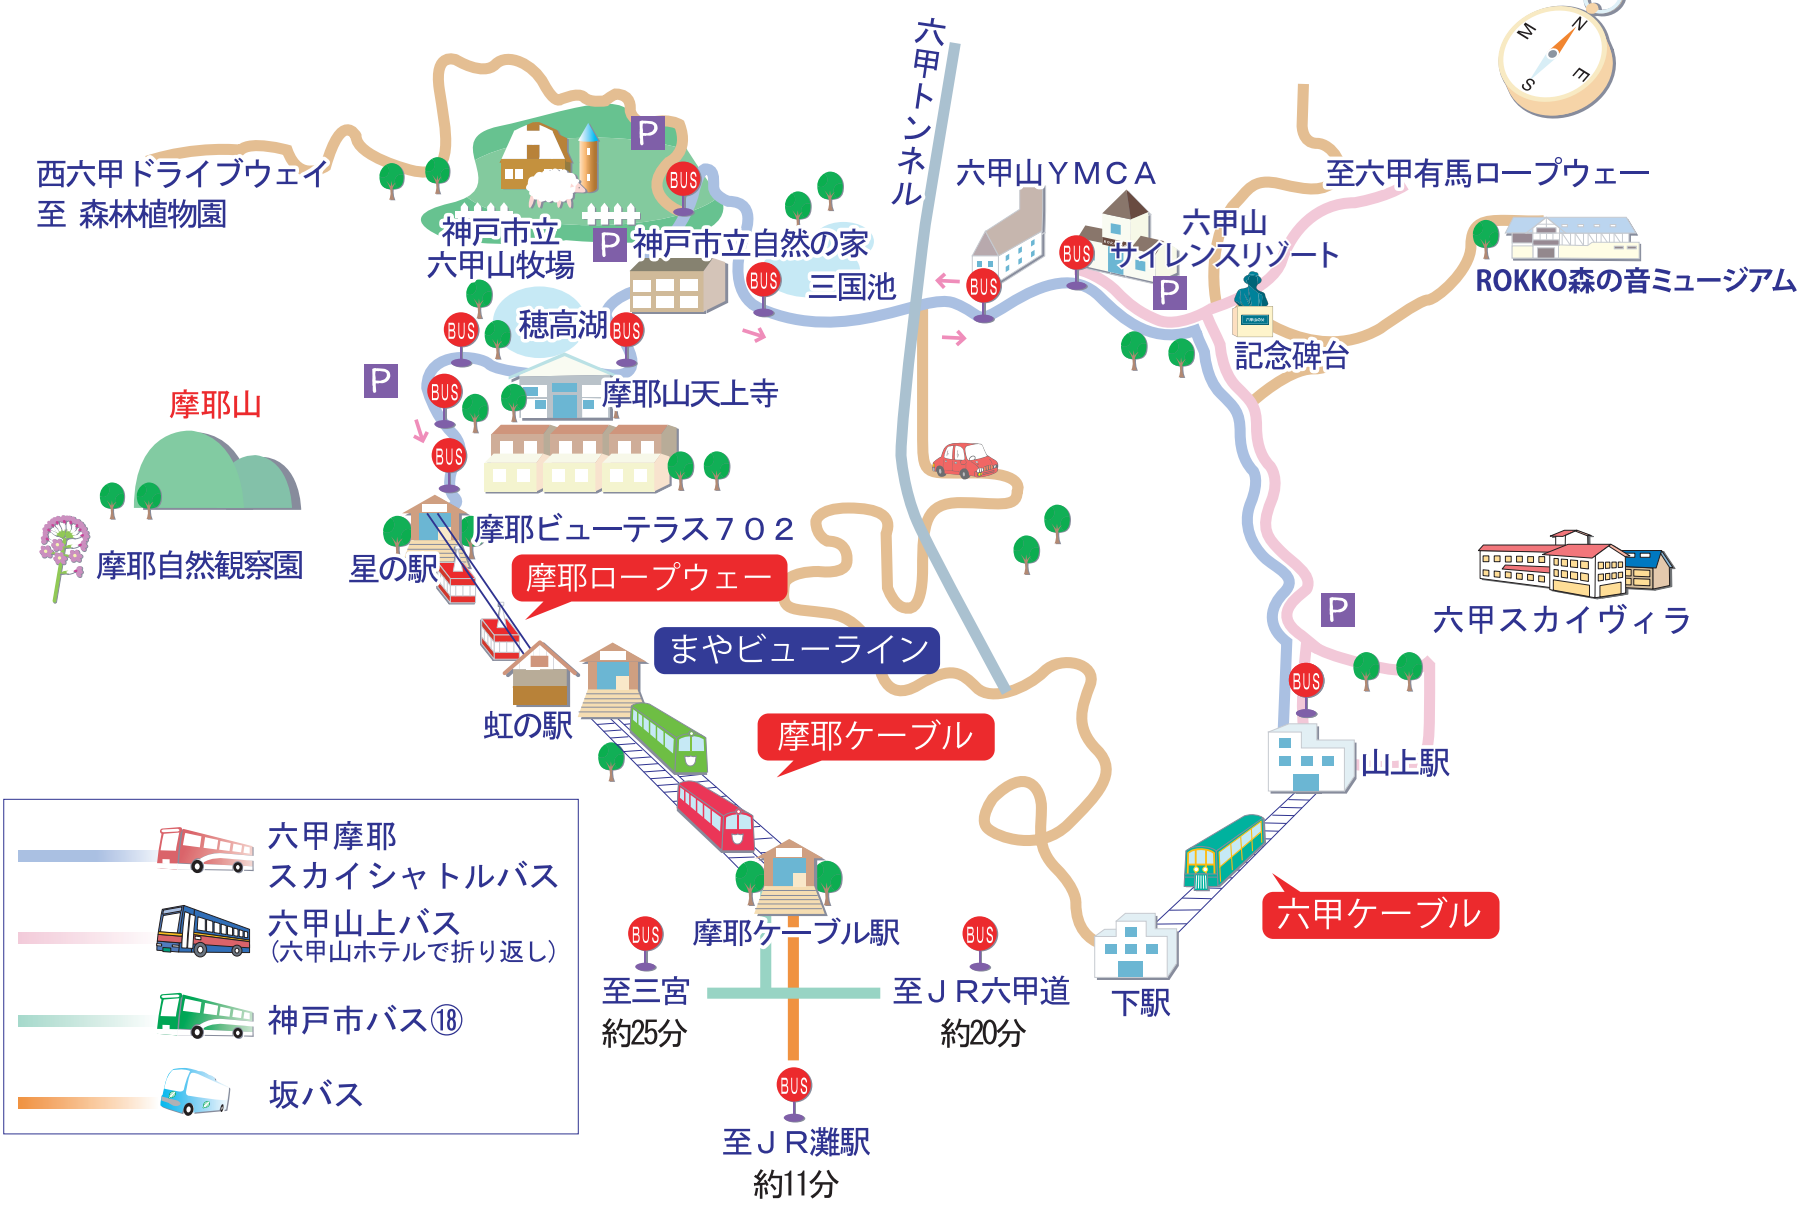 N
E
S
M
六甲トンネル
西六甲ドライブウェイ
至 森林植物園
P
BUS
神戸市立
六甲山牧場
P
神戸市立自然の家
BUS
三国池
六甲山YMCA
BUS
BUS
六甲山
サイレンスリゾート
P
至六甲有馬ロープウェー
ROKKO森の音ミュージアム
記念碑台
穂高湖
BUS
BUS
P
BUS
摩耶山天上寺
BUS
摩耶山
摩耶自然観察園
摩耶ビューテラス702
星の駅
摩耶ロープウェー
まやビューライン
虹の駅
摩耶ケーブル
六甲スカイヴィラ
P
BUS
山上駅
六甲ケーブル
下駅
摩耶ケーブル駅
BUS
至三宮
約25分
BUS
至JR六甲道
約20分
BUS
至JR灘駅
約11分
六甲摩耶
スカイシャトルバス
六甲山上バス
(六甲山ホテルで折り返し)
神戸市バス⑱
坂バス